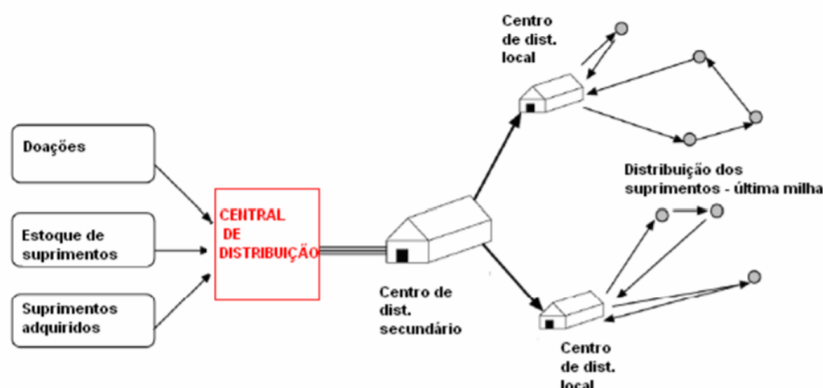 Centro
de dist.
local
Doações
Estoque de
suprimentos
Suprimentos
adquiridos
CENTRAL
DE
DISTRIBUIÇÃO
Centro de
dist.
secundário
Distribuição dos
suprimentos - última milha
Centro
de dist.
local